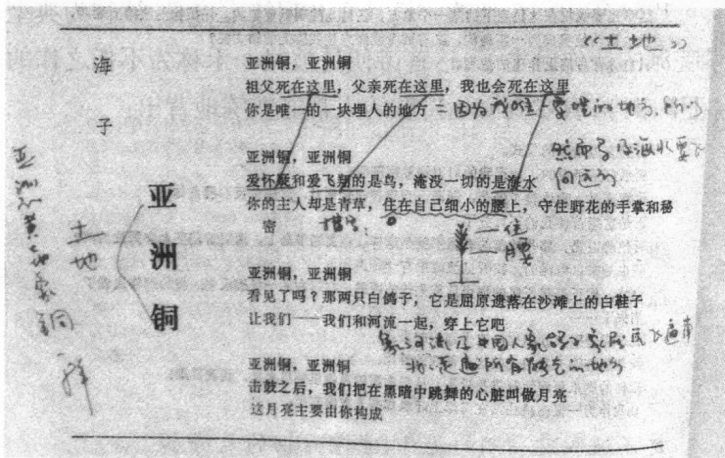 《土地》
海子
亚洲铜
亚洲铜，亚洲铜
祖父死在这里，父亲死在这里，我也会死在这里
你是唯一的一块埋人的地方
亚洲铜，亚洲铜
爱怀疑和爱飞翔的是鸟，淹没一切的是海水
你的主人却是青草，住在自己细小的腰上，守住野花的手掌和秘
密
住
腰
亚洲铜，亚洲铜
看见了吗？那两只白鸽子，它是屈原遗落在沙滩上的白鞋子
让我们——我们和河流一起，穿上它吧
亚洲铜，亚洲铜
击鼓之后，我们把在黑暗中跳舞的心脏叫做月亮
这月亮主要由你构成
土地
亚洲黄土地象铜一样